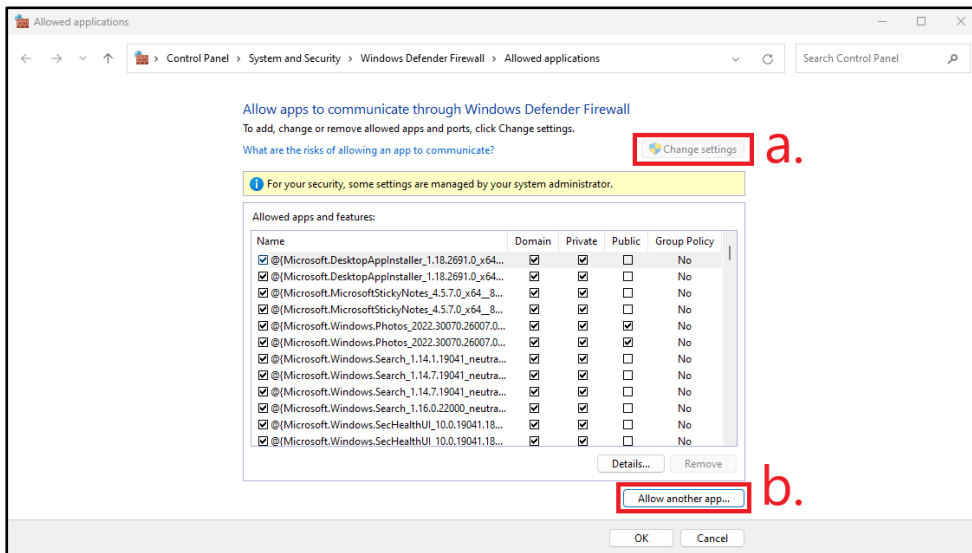 Allowed applications
Control Panel > System and Security > Windows Defender Firewall > Allowed applications
Search Control Panel
Allow apps to communicate through Windows Defender Firewall
To add, change or remove allowed apps and ports, click Change settings.
What are the risks of allowing an app to communicate?
Change settings
a.
For your security, some settings are managed by your system administrator.
Allowed apps and features:
Name Domain Private Public Group Policy
@{Microsoft.DesktopAppInstaller_1.18.2691.0_x64... No
@{Microsoft.DesktopAppInstaller_1.18.2691.0_x64... No
@{Microsoft.MicrosoftStickyNotes_4.5.7.0_x64__8... No
@{Microsoft.MicrosoftStickyNotes_4.5.7.0_x64__8... No
@{Microsoft.Windows.Photos_2022.30070.26007.0... No
@{Microsoft.Windows.Photos_2022.30070.26007.0... No
@{Microsoft.Windows.Search_1.14.1.19041_neutra... No
@{Microsoft.Windows.Search_1.14.7.19041_neutra... No
@{Microsoft.Windows.Search_1.14.7.19041_neutra... No
@{Microsoft.Windows.Search_1.16.0.22000_neutra... No
@{Microsoft.Windows.SecHealthUI_10.0.19041.18... No
@{Microsoft.Windows.SecHealthUI_10.0.19041.18... No
Details... Remove
Allow another app...
b.
OK Cancel